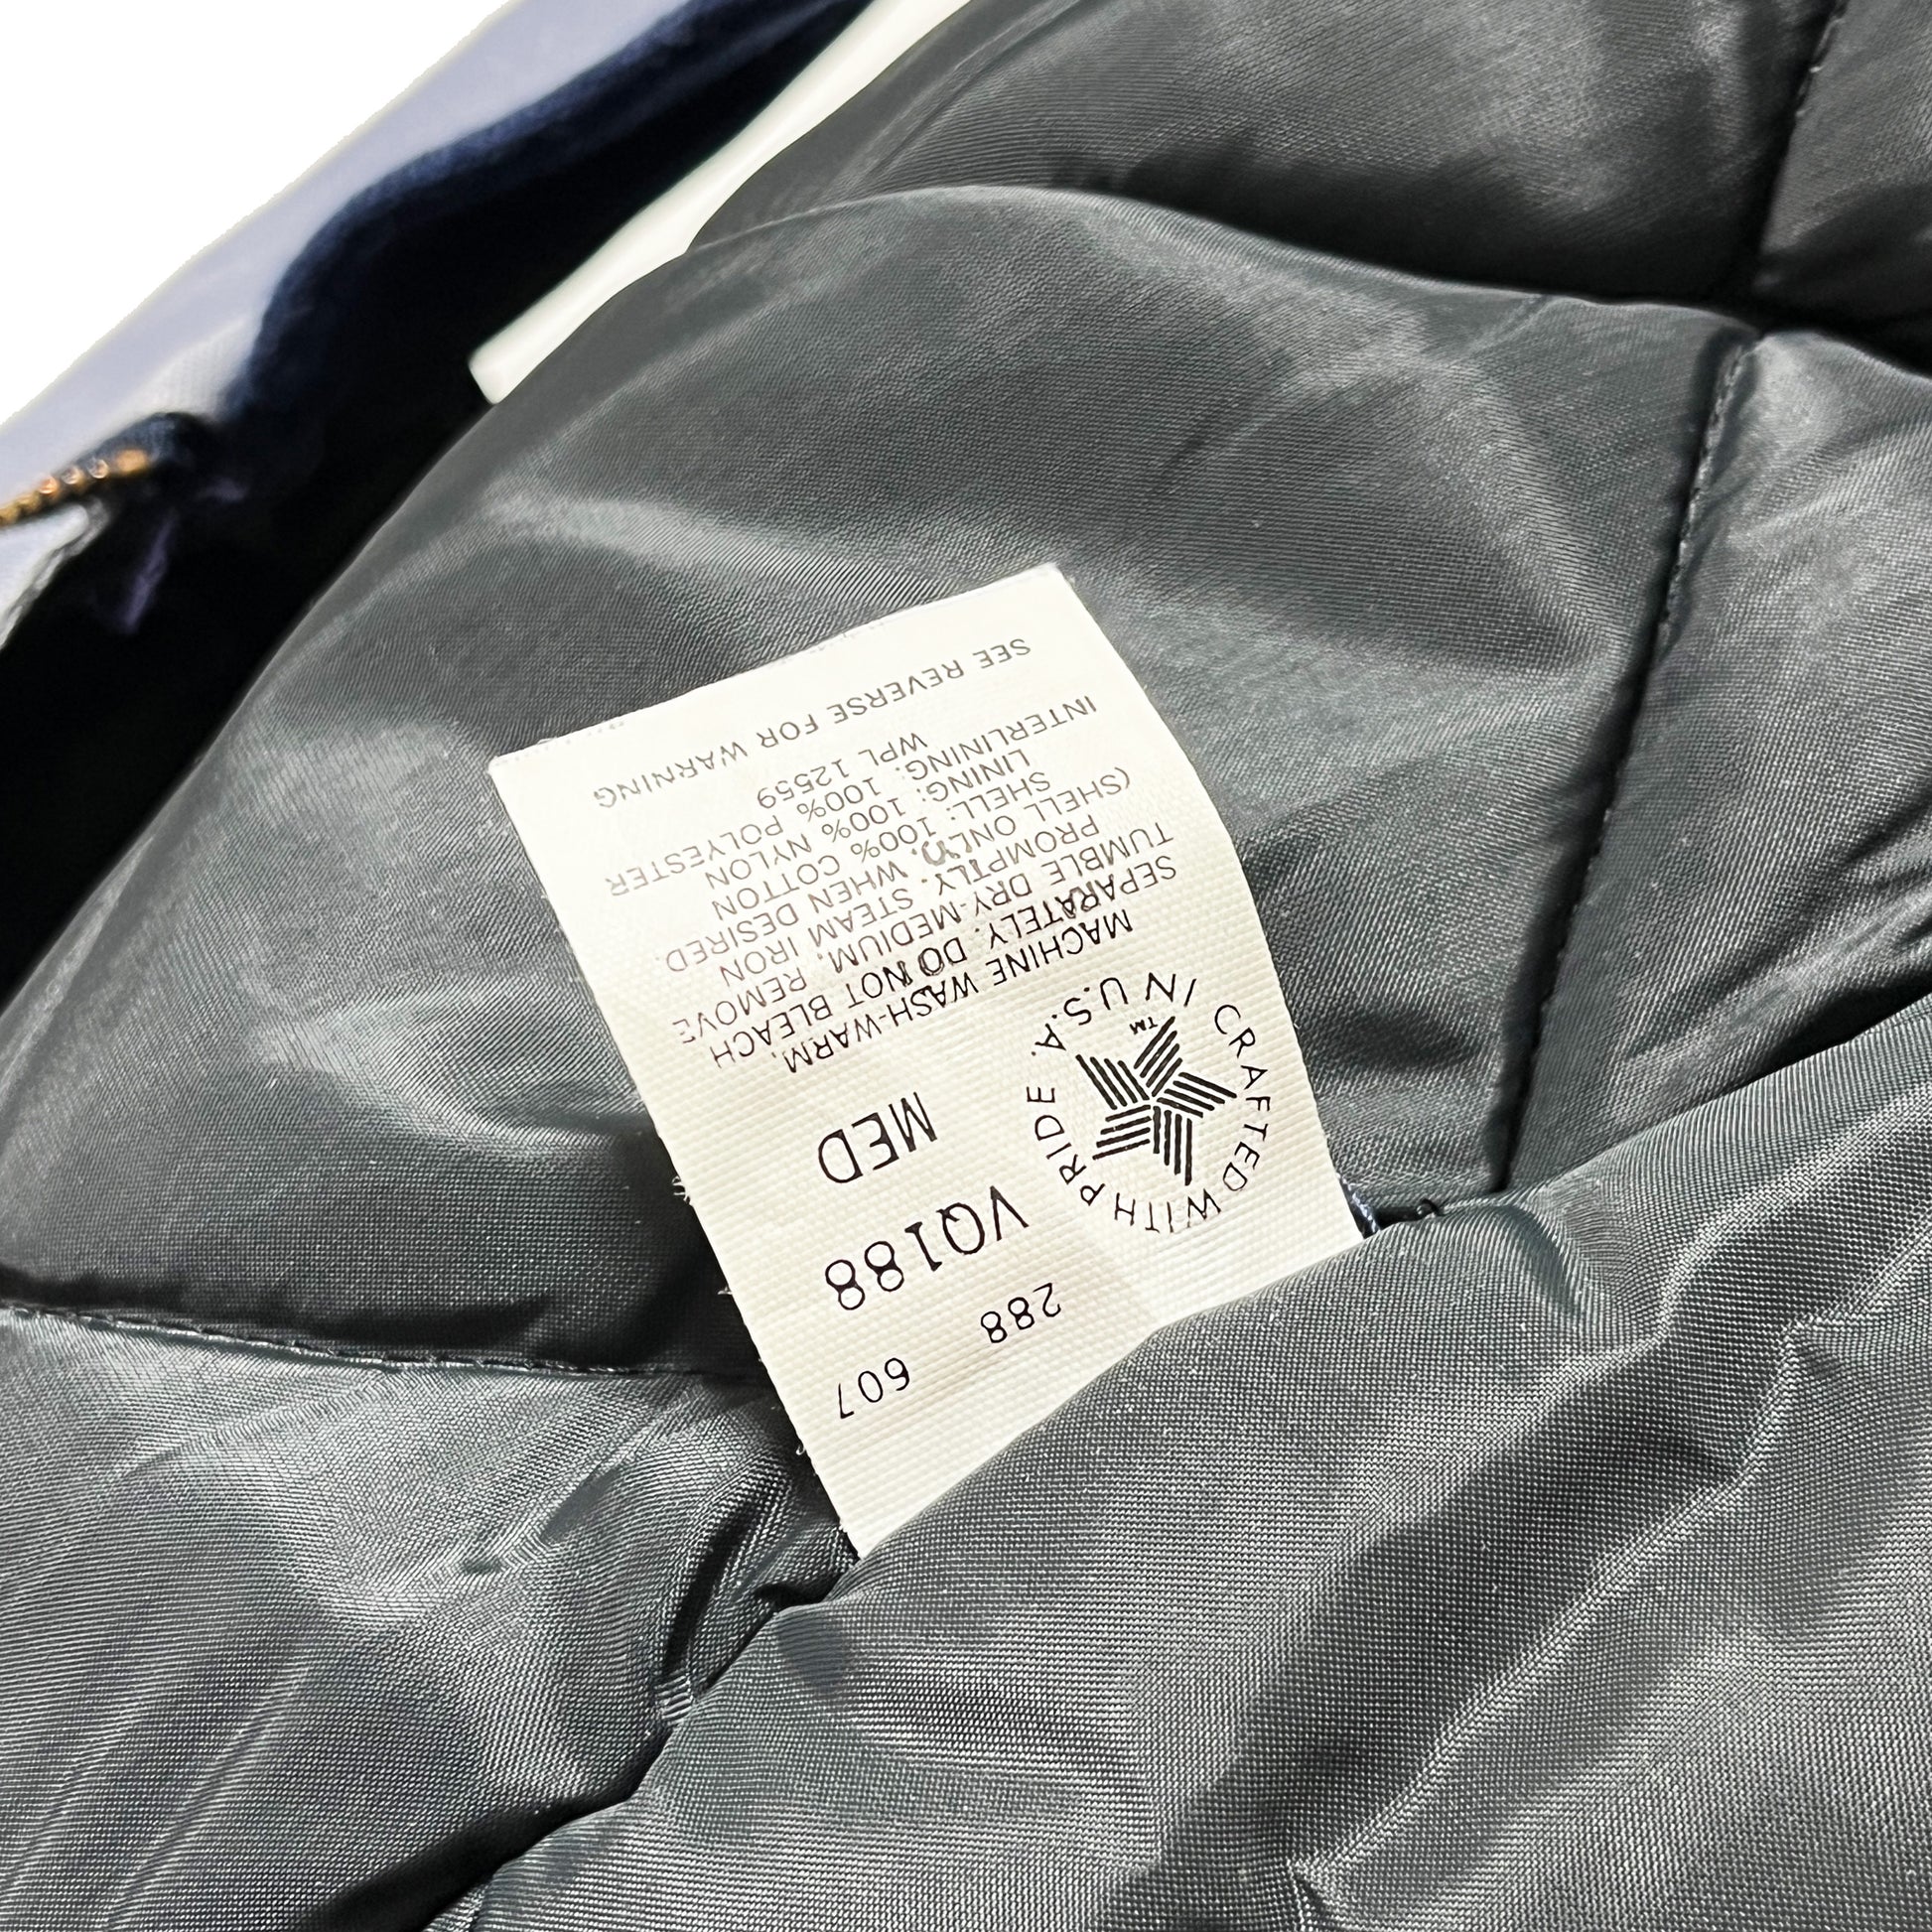 607
288
VQ188
MED
CRAFTED WITH PRIDE IN U.S.A.
TM
MACHINE WASH-WARM,
SEPARATELY. DO NOT BLEACH
TUMBLE DRY-MEDIUM, REMOVE
PROMPTLY. STEAM IRON
(SHELL ONLY). WHEN DESIRED.
SHELL: 100% COTTON
LINING: 100% NYLON
INTERLINING: 100% POLYESTER
WPL 12559
SEE REVERSE FOR WARNING